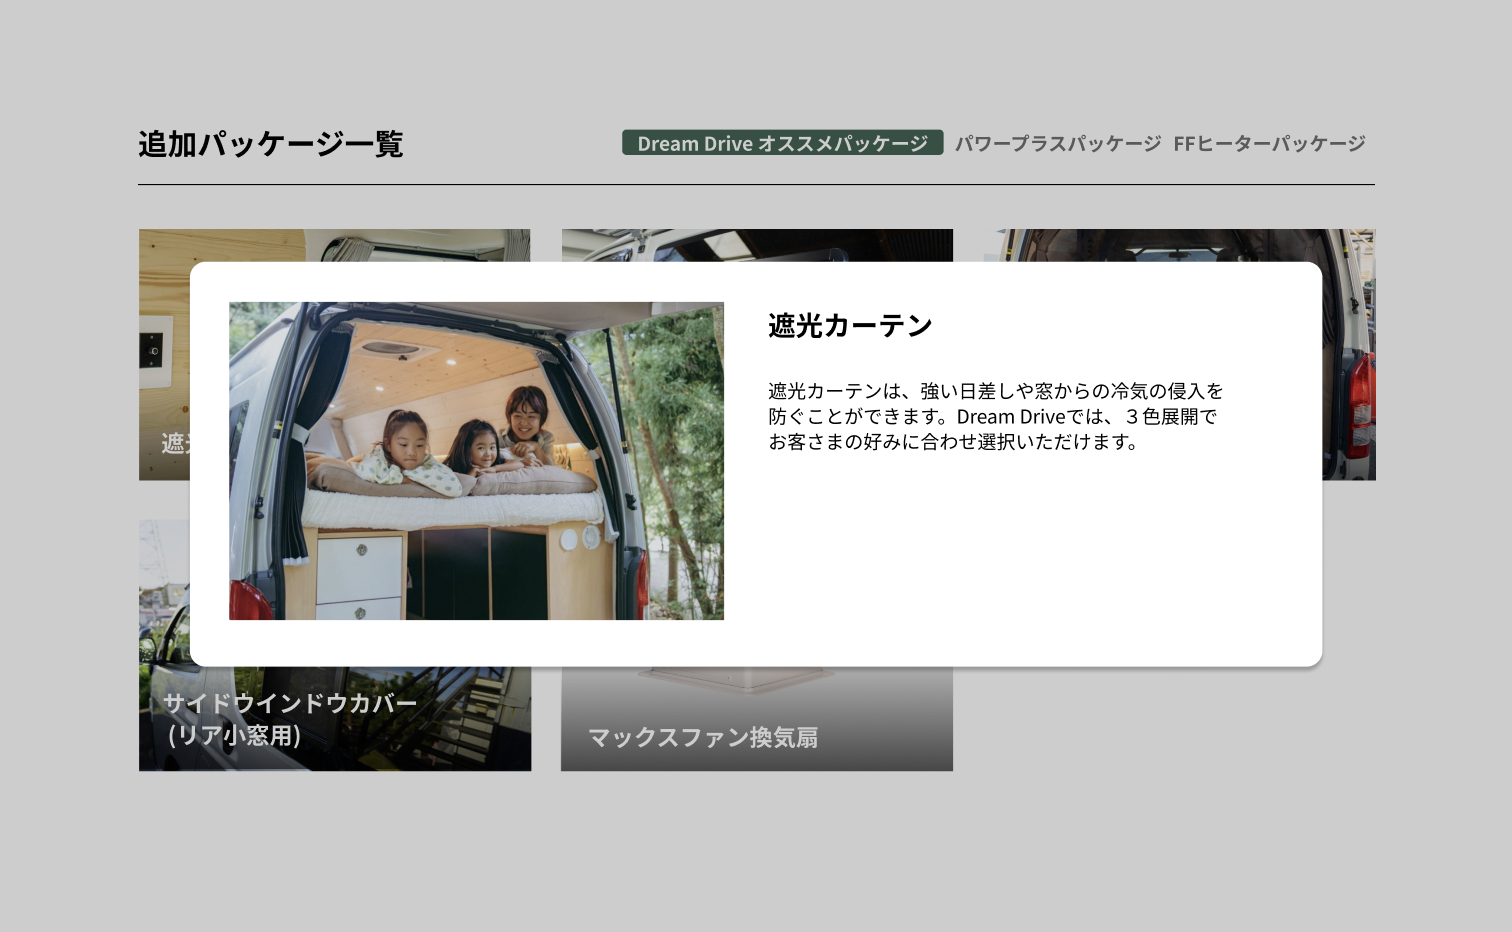 追加パッケージ一覧
Dream Drive オススメパッケージ
パワープラスパッケージ
FFヒーターパッケージ
遮光カーテン
遮光カーテンは、強い日差しや窓からの冷気の侵入を
防ぐことができます。Dream Driveでは、３色展開で
お客さまの好みに合わせ選択いただけます。
サイドウインドウカバー
(リア小窓用)
マックスファン換気扇